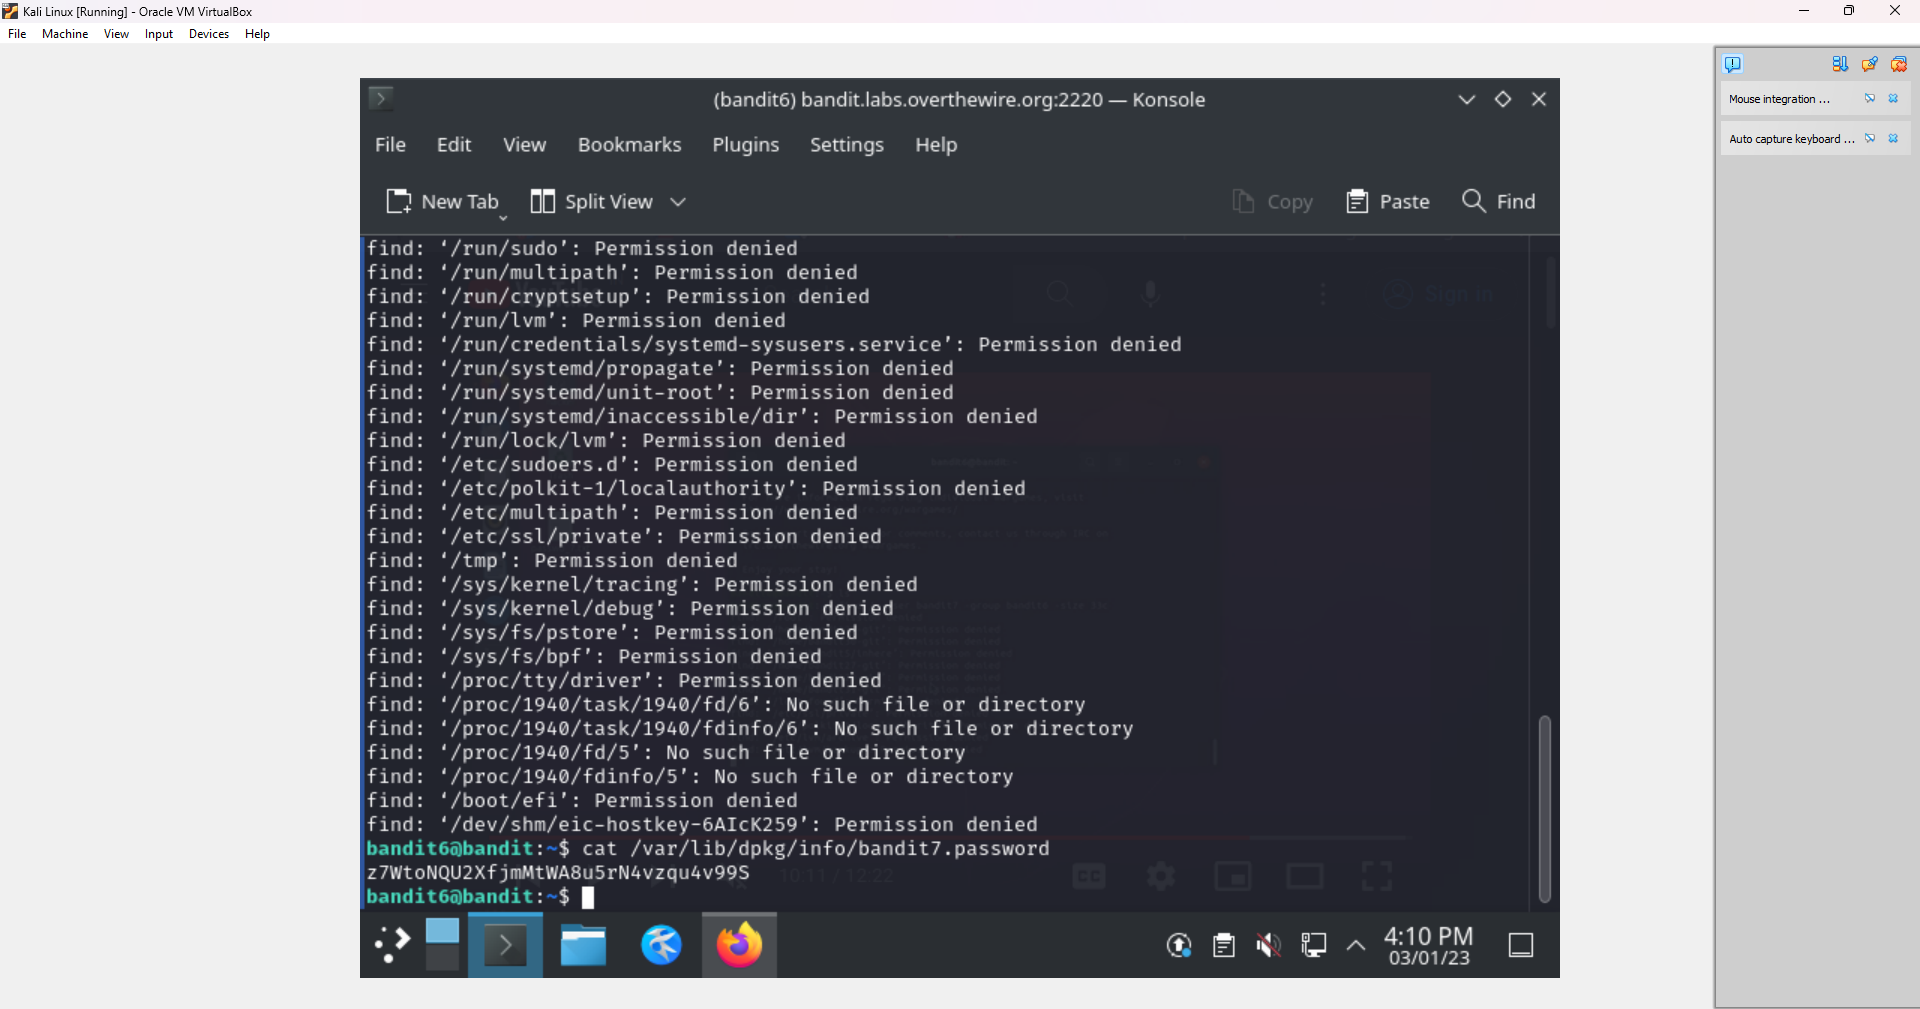 Kali Linux [Running] - Oracle VM VirtualBox
File Machine View Input Devices Help
Mouse integration ...
Auto capture keyboard ...
(bandit6) bandit.labs.overthewire.org:2220 — Konsole
File Edit View Bookmarks Plugins Settings Help
New Tab Split View Copy Paste Find
find: ‘/run/sudo’: Permission denied
find: ‘/run/multipath’: Permission denied
find: ‘/run/cryptsetup’: Permission denied
find: ‘/run/lvm’: Permission denied
find: ‘/run/credentials/systemd-sysusers.service’: Permission denied
find: ‘/run/systemd/propagate’: Permission denied
find: ‘/run/systemd/unit-root’: Permission denied
find: ‘/run/systemd/inaccessible/dir’: Permission denied
find: ‘/run/lock/lvm’: Permission denied
find: ‘/etc/sudoers.d’: Permission denied
find: ‘/etc/polkit-1/localauthority’: Permission denied
find: ‘/etc/multipath’: Permission denied
find: ‘/etc/ssl/private’: Permission denied
find: ‘/tmp’: Permission denied
find: ‘/sys/kernel/tracing’: Permission denied
find: ‘/sys/kernel/debug’: Permission denied
find: ‘/sys/fs/pstore’: Permission denied
find: ‘/sys/fs/bpf’: Permission denied
find: ‘/proc/tty/driver’: Permission denied
find: ‘/proc/1940/task/1940/fd/6’: No such file or directory
find: ‘/proc/1940/task/1940/fdinfo/6’: No such file or directory
find: ‘/proc/1940/fd/5’: No such file or directory
find: ‘/proc/1940/fdinfo/5’: No such file or directory
find: ‘/boot/efi’: Permission denied
find: ‘/dev/shm/eic-hostkey-6AIcK259’: Permission denied
bandit6@bandit:~$ cat /var/lib/dpkg/info/bandit7.password
z7WtoNQU2XfjmMtWA8u5rN4vzqu4v99S
bandit6@bandit:~$
Sign in
10:11 / 12:22
4:10 PM
03/01/23